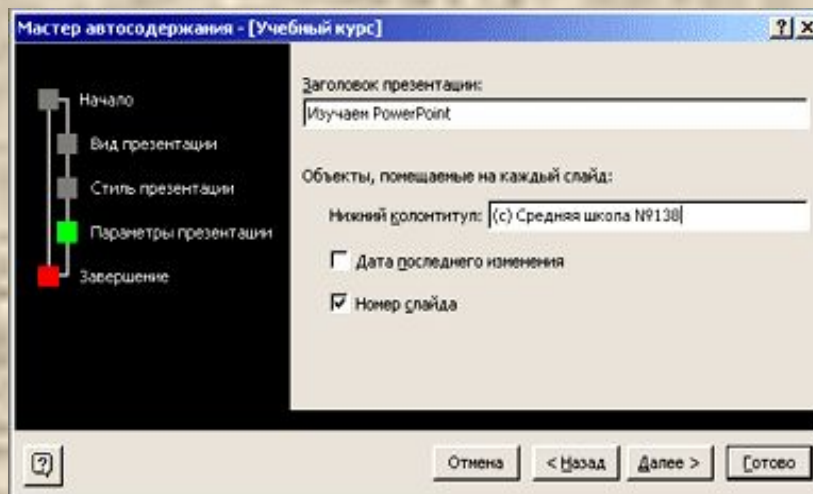 Мастер автосодержания - [Учебный курс]
Начало
Вид презентации
Стиль презентации
Параметры презентации
Завершение
Заголовок презентации:
Изучаем PowerPoint
Объекты, помещаемые на каждый слайд:
Нижний колонтитул: (c) Средняя школа №138
Дата последнего изменения
Номер слайда
Отмена < Назад Далее > Готово